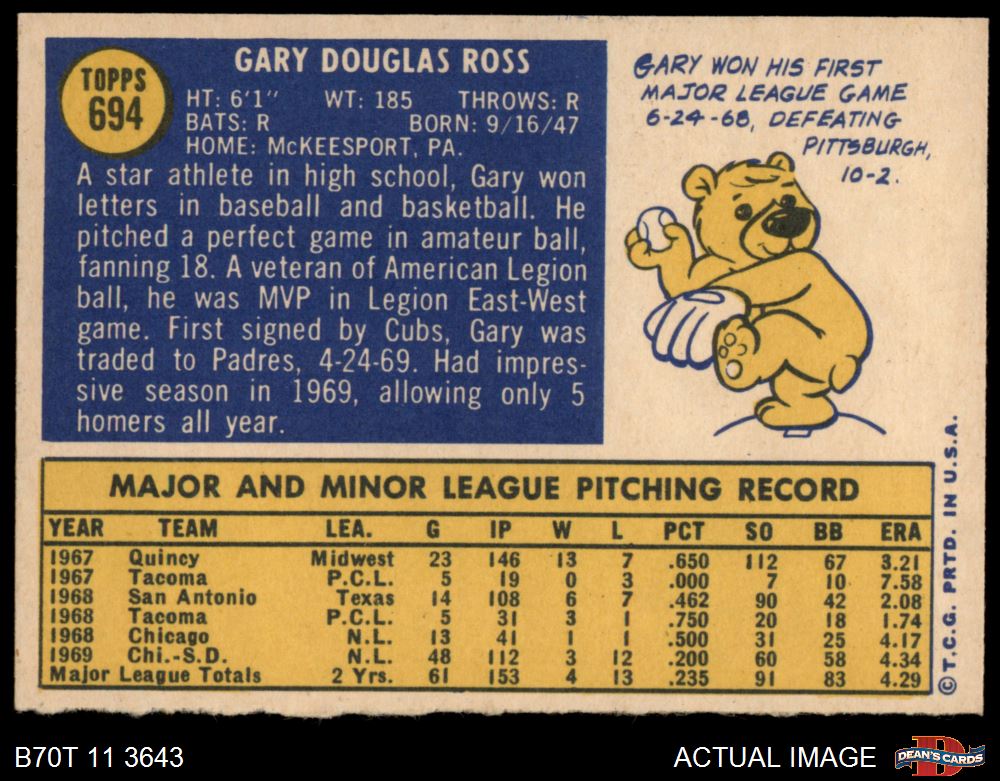 TOPPS
694
GARY DOUGLAS ROSS
HT: 6'1" WT: 185 THROWS: R
BATS: R BORN: 9/16/47
HOME: McKEESPORT, PA.
A star athlete in high school, Gary won
letters in baseball and basketball. He
pitched a perfect game in amateur ball,
fanning 18. A veteran of American Legion
ball, he was MVP in Legion East-West
game. First signed by Cubs, Gary was
traded to Padres, 4-24-69. Had impres-
sive season in 1969, allowing only 5
homers all year.
GARY WON HIS FIRST
MAJOR LEAGUE GAME
6-24-68, DEFEATING
PITTSBURGH,
10-2.
MAJOR AND MINOR LEAGUE PITCHING RECORD
YEAR TEAM LEA. G IP W L PCT SO BB ERA
1967 Quincy Midwest 23 146 13 7 .650 112 67 3.21
1967 Tacoma P.C.L. 5 19 0 3 .000 7 10 7.58
1968 San Antonio Texas 14 108 6 7 .462 90 42 2.08
1968 Tacoma P.C.L. 5 31 3 1 .750 20 18 1.74
1968 Chicago N.L. 13 41 1 1 .500 31 25 4.17
1969 Chi.-S.D. N.L. 48 112 3 12 .200 60 58 4.34
Major League Totals 2 Yrs. 61 153 4 13 .235 91 83 4.29
© T.C.G. PRTD. IN U.S.A.
B70T 11 3643
ACTUAL IMAGE
D
DEAN'S CARDS